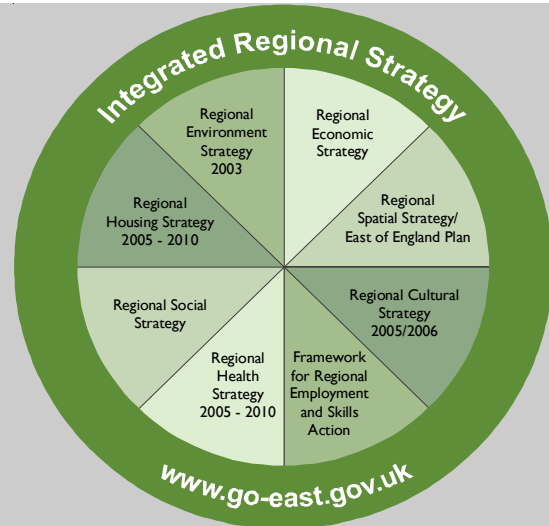 Integrated Regional Strategy
Regional
Economic
Strategy
Regional
Spatial Strategy/
East of England Plan
Regional Cultural
Strategy
2005/2006
Framework
for Regional
Employment
and Skills
Action
Regional
Health
Strategy
2005 - 2010
Regional Social
Strategy
Regional
Housing Strategy
2005 - 2010
Regional
Environment
Strategy
2003
www.go-east.gov.uk